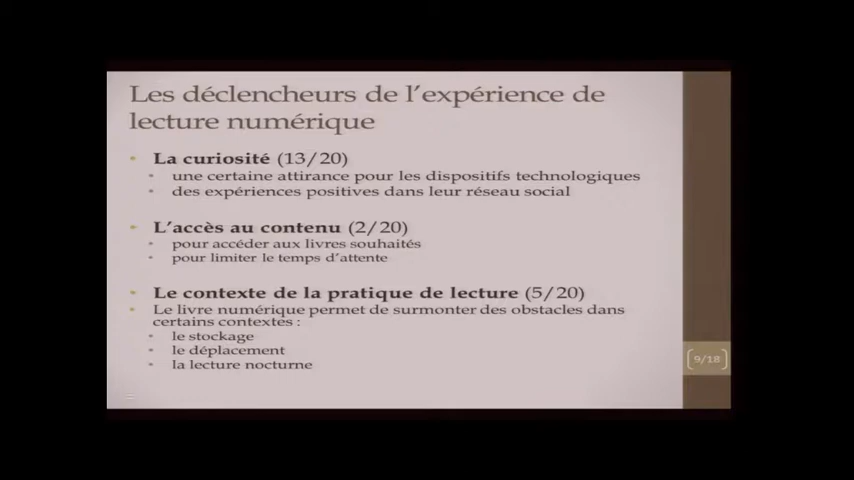 Les déclencheurs de l'expérience de
lecture numérique
• La curiosité (13/20)
• une certaine attirance pour les dispositifs technologiques
• des expériences positives dans leur réseau social
• L'accès au contenu (2/20)
• pour accéder aux livres souhaités
• pour limiter le temps d'attente
• Le contexte de la pratique de lecture (5/20)
• Le livre numérique permet de surmonter des obstacles dans
certains contextes :
• le stockage
• le déplacement
• la lecture nocturne
9/18